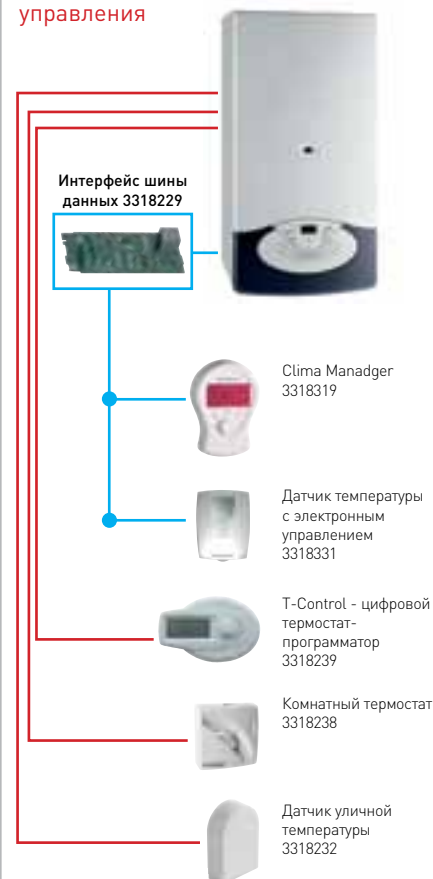 управления
Интерфейс шины
данных 3318229
Clima Manadger
3318319
Датчик температуры
с электронным
управлением
3318331
T-Control - цифровой
термостат-
программатор
3318239
Комнатный термостат
3318238
Датчик уличной
температуры
3318232